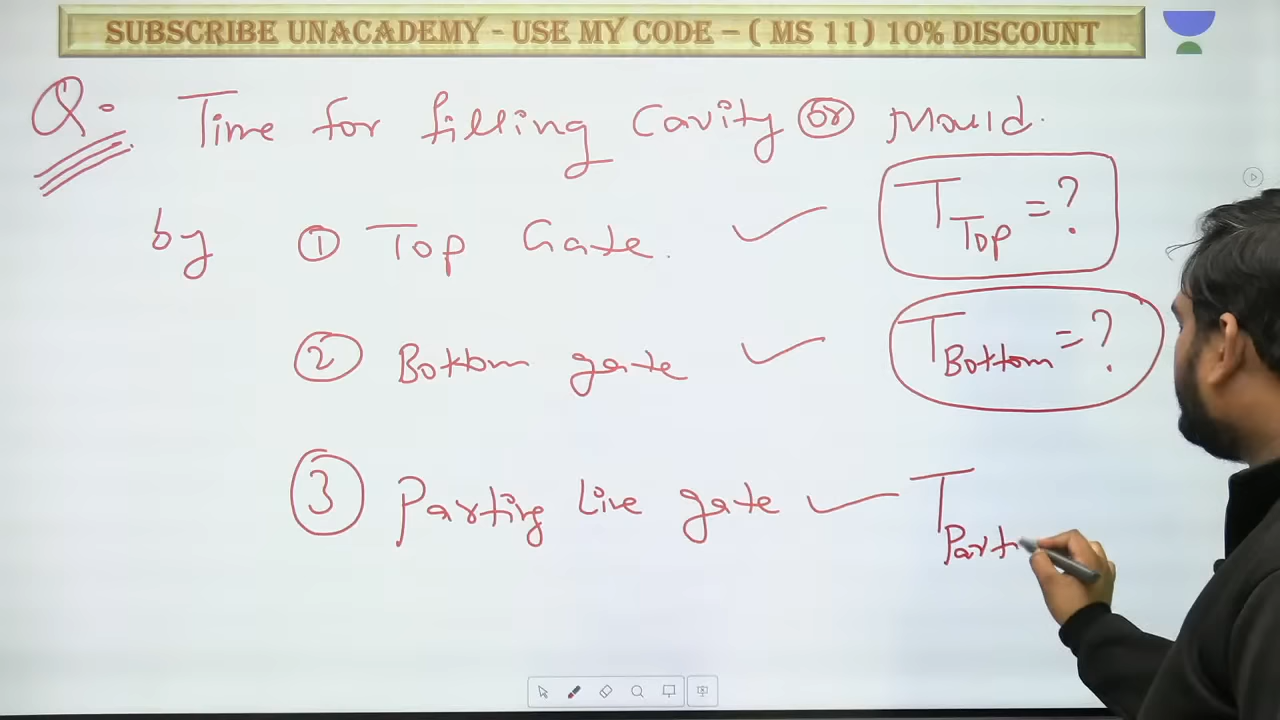 SUBSCRIBE UNACADEMY - USE MY CODE – ( MS 11) 10% DISCOUNT
Q. Time for filling Cavity or Mould.
by ① Top Gate. T Top = ?
② Bottom gate T Bottom = ?
③ Parting Line gate T Parti